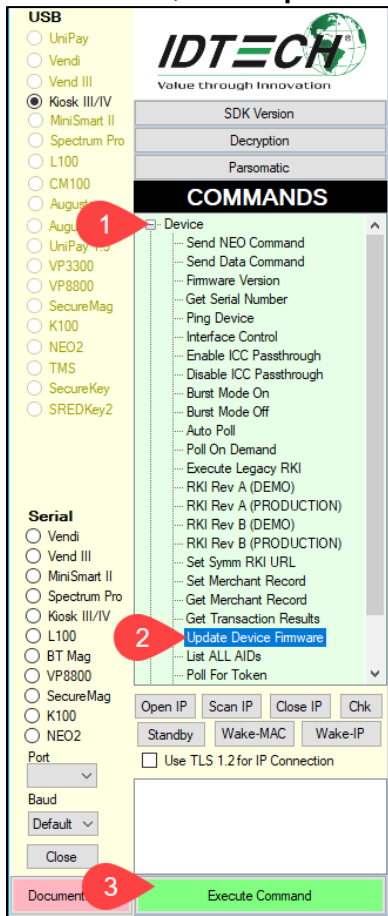 USB
UniPay
Vendi
Vend III
Kiosk III/IV
MiniSmart II
Spectrum Pro
L100
CM100
August
Augu
UniPay 1.5
VP3300
VP8800
SecureMag
K100
NEO2
TMS
SecureKey
SREDKey2
Serial
Vendi
Vend III
MiniSmart II
Spectrum Pro
Kiosk III/IV
L100
BT Mag
VP8800
SecureMag
K100
NEO2
Port
Baud
Default
Close
Document
IDTECH®
Value through Innovation
SDK Version
Decryption
Parsomatic
COMMANDS
1
Device
Send NEO Command
Send Data Command
Firmware Version
Get Serial Number
Ping Device
Interface Control
Enable ICC Passthrough
Disable ICC Passthrough
Burst Mode On
Burst Mode Off
Auto Poll
Poll On Demand
Execute Legacy RKI
RKI Rev A (DEMO)
RKI Rev A (PRODUCTION)
RKI Rev B (DEMO)
RKI Rev B (PRODUCTION)
Set Symm RKI URL
Set Merchant Record
Get Merchant Record
Get Transaction Results
2
Update Device Firmware
List ALL AIDs
Poll For Token
Open IP Scan IP Close IP Chk
Standby Wake-MAC Wake-IP
Use TLS 1.2 for IP Connection
3
Execute Command